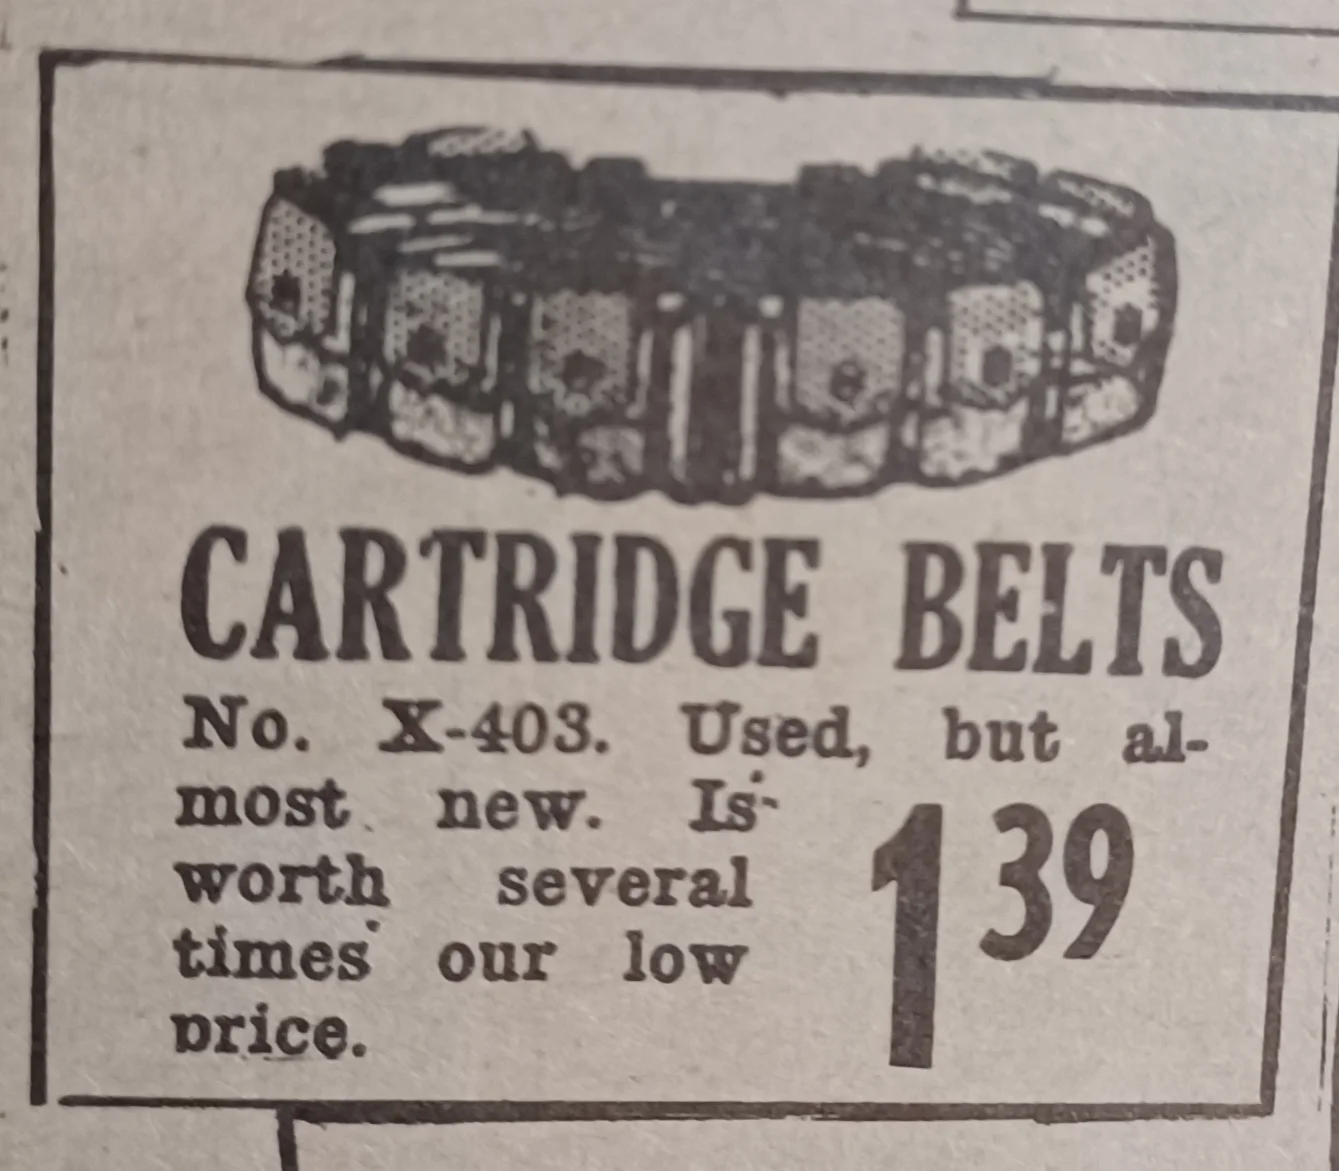 CARTRIDGE BELTS
No. X-403. Used, but al-
most new. Is
worth several
times our low
price.
1 39